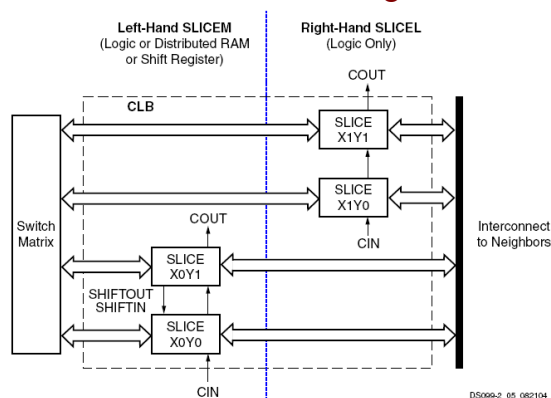 Left-Hand SLICEM
(Logic or Distributed RAM
or Shift Register)
Right-Hand SLICEL
(Logic Only)
COUT
CLB
SLICE
X1Y1
SLICE
X1Y0
COUT
CIN
Switch
Matrix
Interconnect
to Neighbors
SLICE
X0Y1
SHIFTOUT
SHIFTIN
SLICE
X0Y0
CIN
DS099-2_05_082104